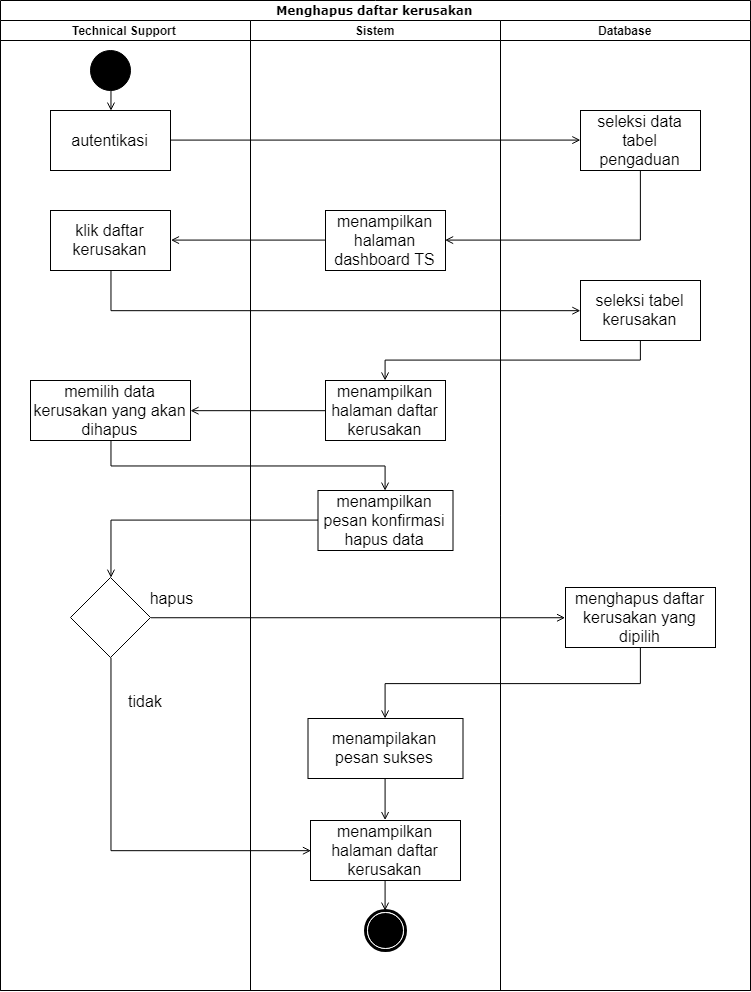 Menghapus daftar kerusakan
Technical Support
Sistem
Database
autentikasi
seleksi data
tabel
pengaduan
klik daftar
kerusakan
menampilkan
halaman
dashboard TS
seleksi tabel
kerusakan
memilih data
kerusakan yang akan
dihapus
menampilkan
halaman daftar
kerusakan
menampilkan
pesan konfirmasi
hapus data
hapus
menghapus daftar
kerusakan yang
dipilih
tidak
menampilakan
pesan sukses
menampilkan
halaman daftar
kerusakan